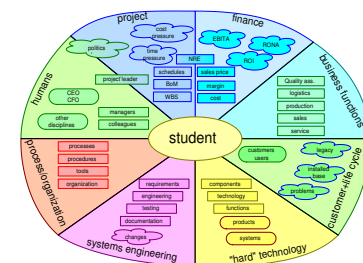 project
cost
pressure
politics
time
pressure
NRE
schedules
BoM
WBS
project leader
finance
EBITA
RONA
ROI
sales price
margin
cost
business functions
Quality ass.
logistics
production
sales
service
humans
CEO
CFO
managers
colleagues
other
disciplines
student
customers
users
legacy
installed
base
problems
customer+life cycle
process/organization
processes
procedures
tools
organization
requirements
engineering
testing
documentation
changes
systems engineering
components
technology
functions
products
systems
"hard" technology